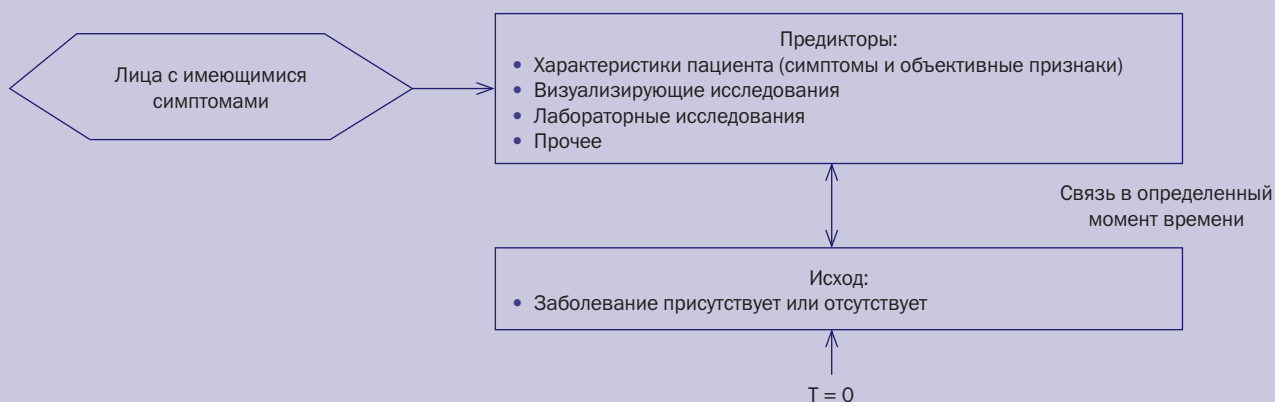 Лица с имеющимися
симптомами
Предикторы:
• Характеристики пациента (симптомы и объективные признаки)
• Визуализирующие исследования
• Лабораторные исследования
• Прочее
Связь в определенный
момент времени
Исход:
• Заболевание присутствует или отсутствует
T = 0